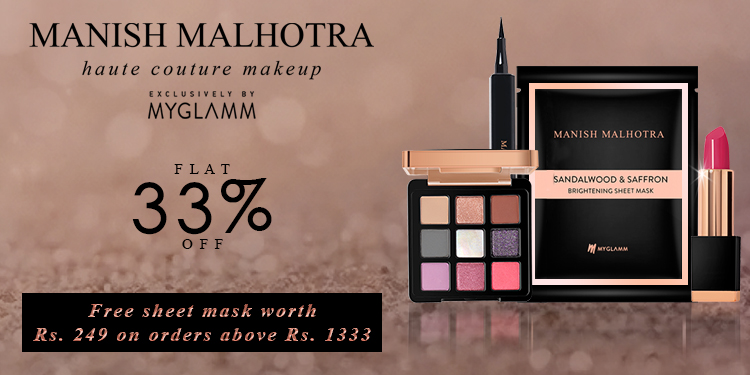 MANISH MALHOTRA
haute couture makeup
EXCLUSIVELY BY
MYGLAMM
FLAT
33%
OFF
Free sheet mask worth
Rs. 249 on orders above Rs. 1333
MANISH MALHOTRA
SANDALWOOD & SAFFRON
BRIGHTENING SHEET MASK
MYGLAMM